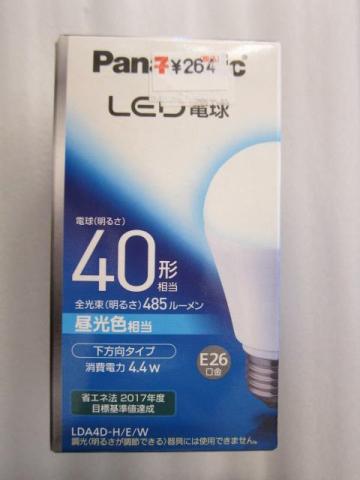 Panasonic
¥264
LED電球
電球(明るさ)
40形
相当
全光束(明るさ)485ルーメン
昼光色相当
下方向タイプ
消費電力 4.4W
E26
口金
省エネ法 2017年度
目標基準値達成
LDA4D-H/E/W
調光(明るさが調節できる)器具には使用できません。